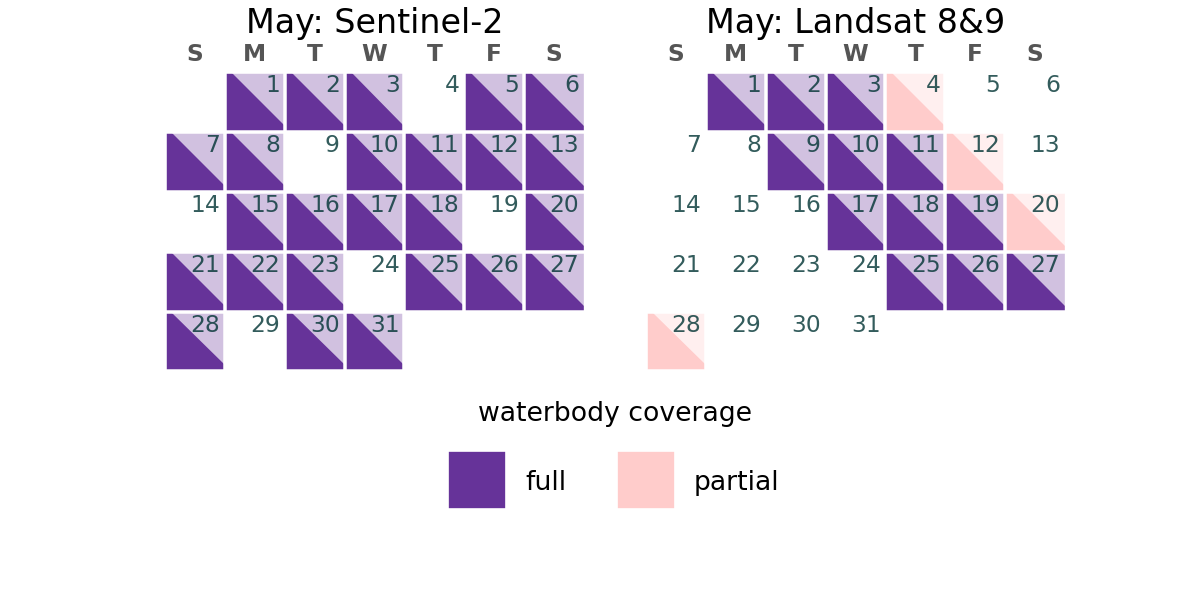 May: Sentinel-2
S M T W T F S
1 2 3 4 5 6
7 8 9 10 11 12 13
14 15 16 17 18 19 20
21 22 23 24 25 26 27
28 29 30 31
May: Landsat 8&9
S M T W T F S
1 2 3 4 5 6
7 8 9 10 11 12 13
14 15 16 17 18 19 20
21 22 23 24 25 26 27
28 29 30 31
waterbody coverage
full partial